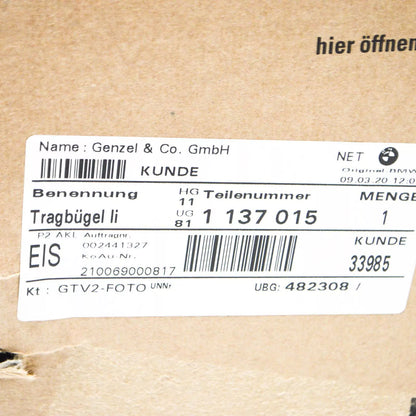 hier öffnen
Name : Genzel & Co. GmbH
KUNDE
NET
Original BMW
09.03.20 12:0
Benennung HG 11 Teilenummer MENGE
Tragbügel li UG 81 1 137 015 1
P2 AKL Auftragnr.
EIS 002441327 KUNDE
KoAu.Nr.
210069000817 33985
Kt : GTV2-FOTO UNNr UBG: 482308 /